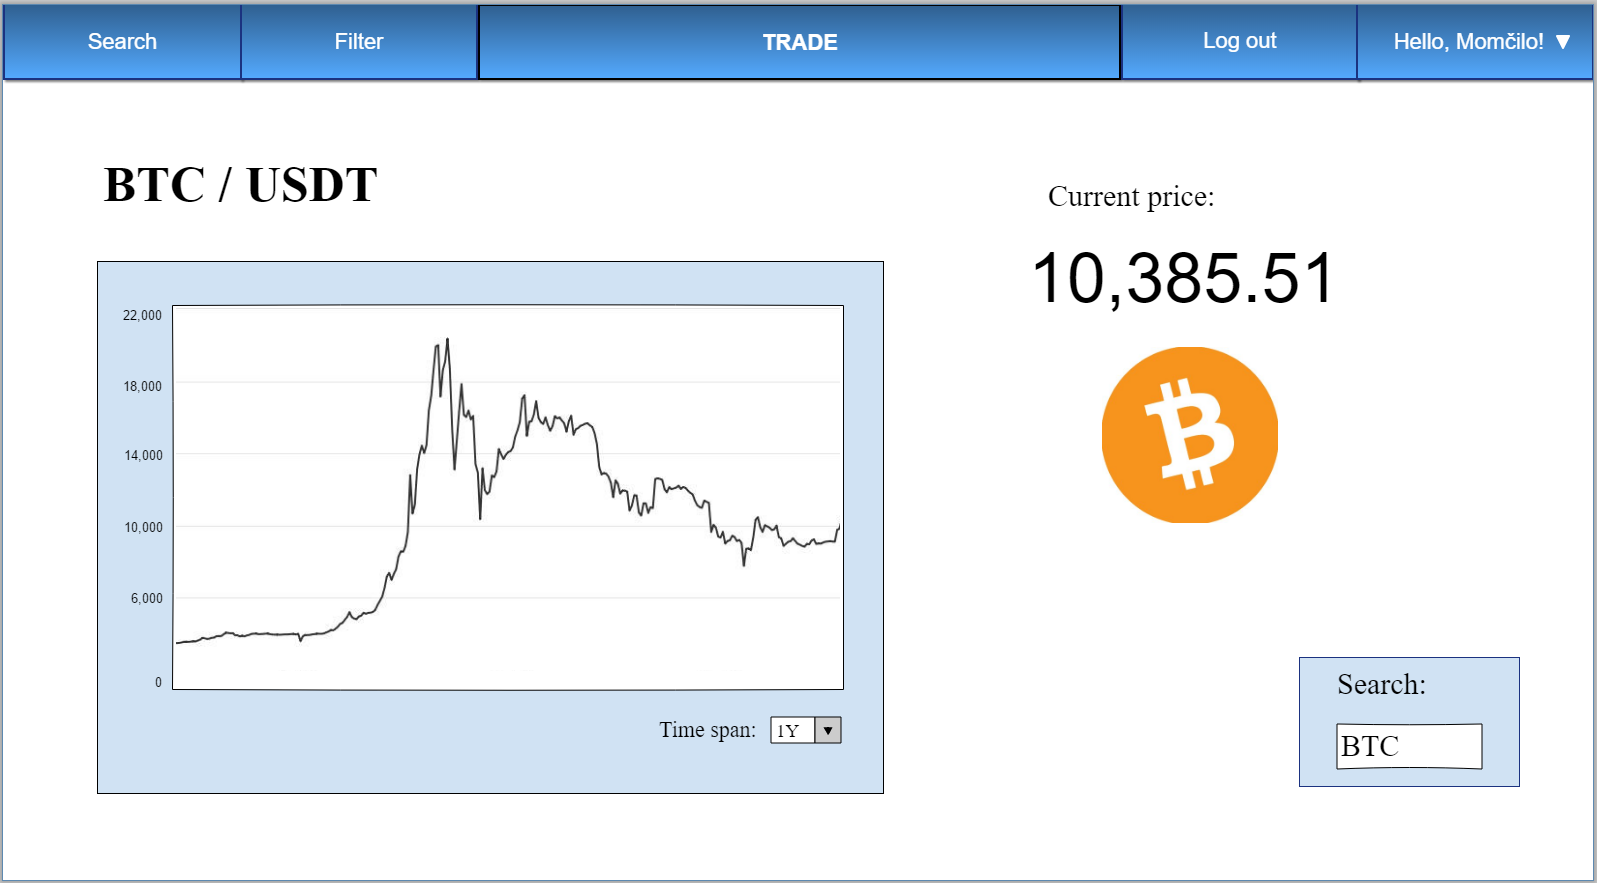 Search
Filter
TRADE
Log out
Hello, Momčilo! ▼
BTC / USDT
Current price:
10,385.51
22,000
18,000
14,000
10,000
6,000
0
Time span: 1Y ▼
Search:
BTC